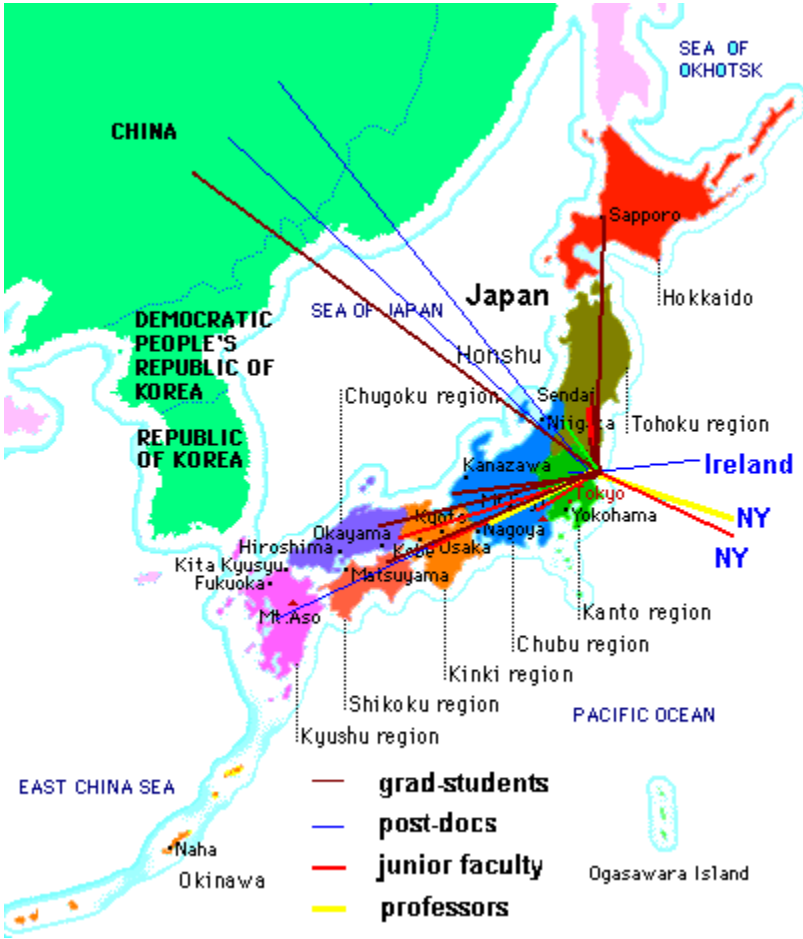 SEA OF
OKHOTSK
CHINA
Sapporo
Japan
Hokkaido
SEA OF JAPAN
DEMOCRATIC
PEOPLE'S
REPUBLIC OF
KOREA
Honshu
Chugoku region
Sendai
Tohoku region
REPUBLIC
OF KOREA
Kanazawa
Ireland
Tokyo
Yokohama
NY
NY
Okayama
Kyoto
Nagoya
Hiroshima
Kobe
Osaka
Kita Kyusyu
Matsuyama
Fukuoka
Mt.Aso
Kanto region
Chubu region
Kinki region
Shikoku region
Kyushu region
PACIFIC OCEAN
EAST CHINA SEA
grad-students
post-docs
Naha
junior faculty
Okinawa
Ogasawara Island
professors